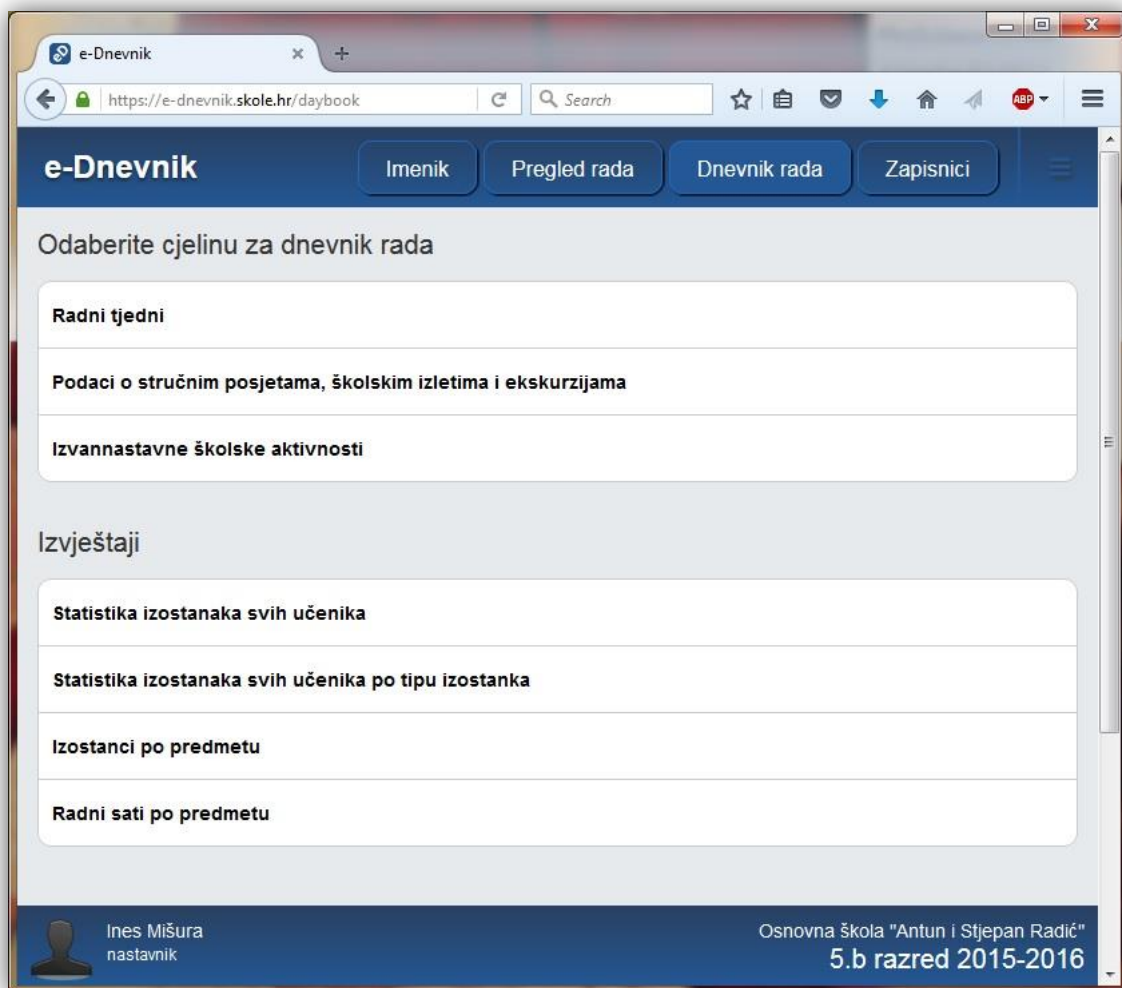 e-Dnevnik
https://e-dnevnik.skole.hr/daybook
Search
ABP
e-Dnevnik
Imenik
Pregled rada
Dnevnik rada
Zapisnici
Odaberite cjelinu za dnevnik rada
Radni tjedni
Podaci o stručnim posjetama, školskim izletima i ekskurzijama
Izvannastavne školske aktivnosti
Izvještaji
Statistika izostanaka svih učenika
Statistika izostanaka svih učenika po tipu izostanka
Izostanci po predmetu
Radni sati po predmetu
Ines Mišura
nastavnik
Osnovna škola "Antun i Stjepan Radić"
5.b razred 2015-2016